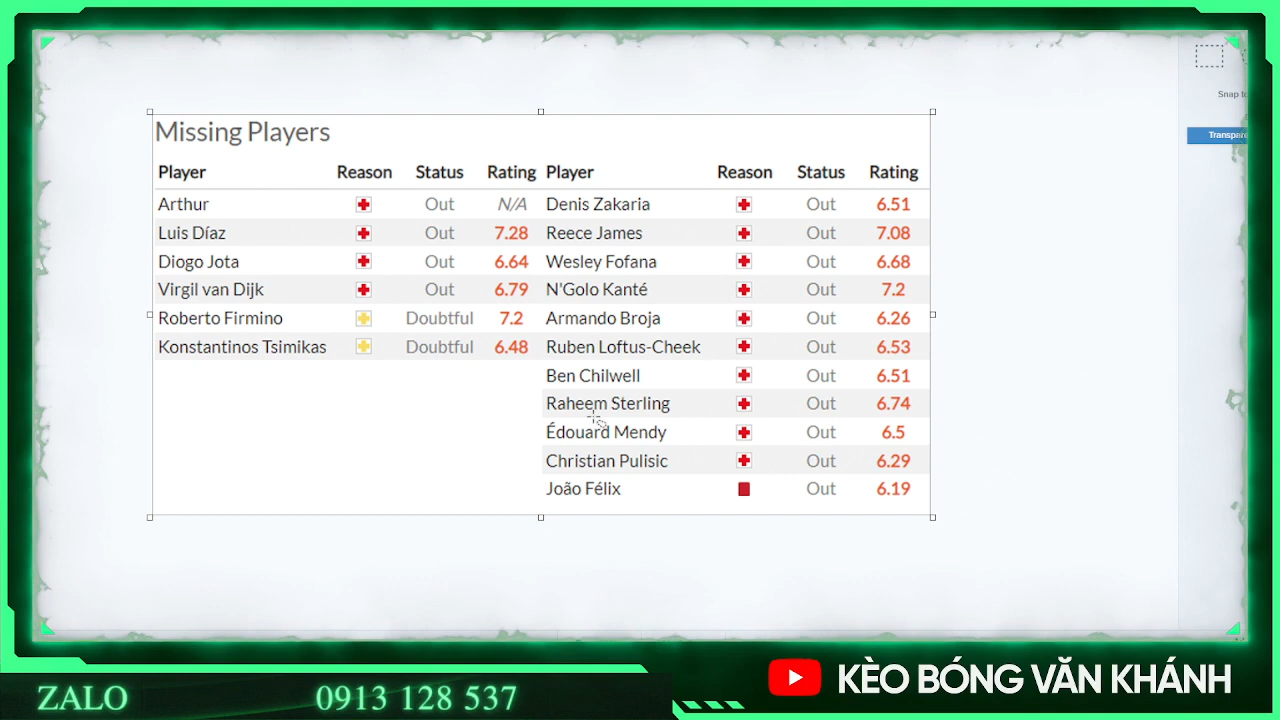 Snap to
Transpare
Missing Players
Player Reason Status Rating Player Reason Status Rating
Arthur Out N/A Denis Zakaria Out 6.51
Luis Díaz Out 7.28 Reece James Out 7.08
Diogo Jota Out 6.64 Wesley Fofana Out 6.68
Virgil van Dijk Out 6.79 N'Golo Kanté Out 7.2
Roberto Firmino Doubtful 7.2 Armando Broja Out 6.26
Konstantinos Tsimikas Doubtful 6.48 Ruben Loftus-Cheek Out 6.53
Ben Chilwell Out 6.51
Raheem Sterling Out 6.74
Édouard Mendy Out 6.5
Christian Pulisic Out 6.29
João Félix Out 6.19
ZALO 0913 128 537 KÈO BÓNG VĂN KHÁNH